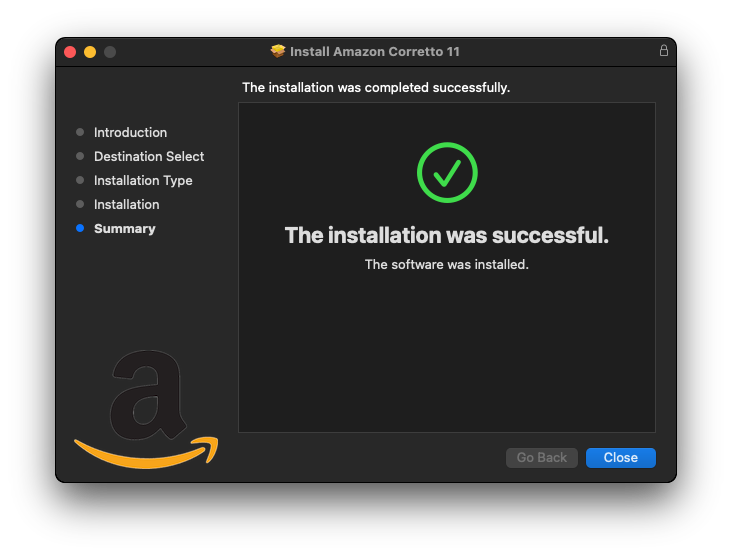 Install Amazon Corretto 11
The installation was completed successfully.
Introduction
Destination Select
Installation Type
Installation
Summary
The installation was successful.
The software was installed.
a
Go Back
Close